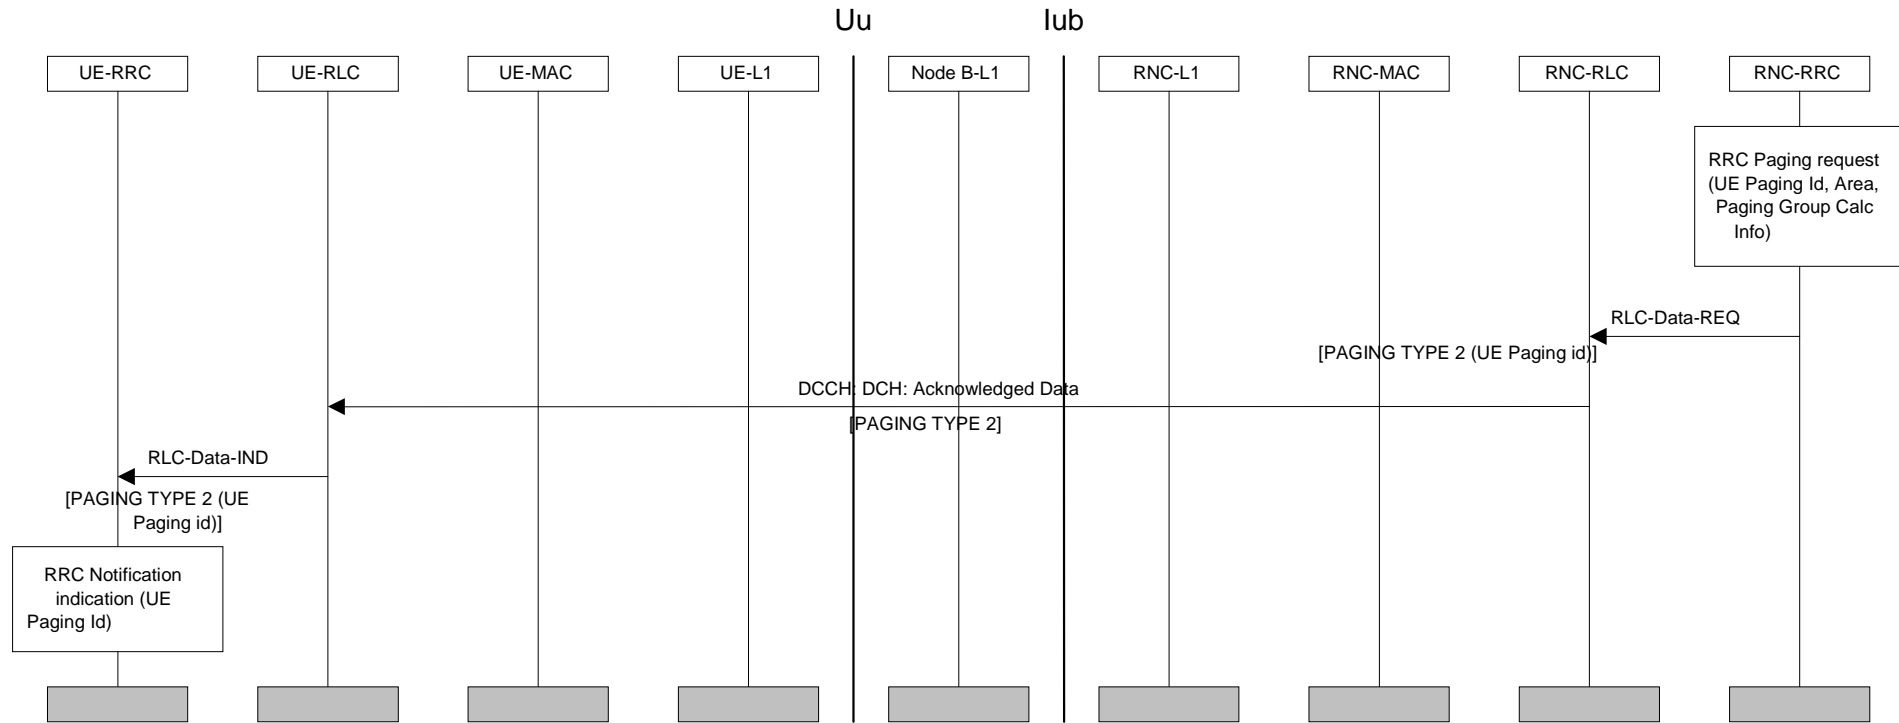 Uu Iub
UE-RRC UE-RLC UE-MAC UE-L1 Node B-L1 RNC-L1 RNC-MAC RNC-RLC RNC-RRC
RRC Paging request
(UE Paging Id, Area,
Paging Group Calc
Info)
RLC-Data-REQ
[PAGING TYPE 2 (UE Paging id)]
DCCH: DCH: Acknowledged Data
[PAGING TYPE 2]
RLC-Data-IND
[PAGING TYPE 2 (UE
Paging id)]
RRC Notification
indication (UE
Paging Id)